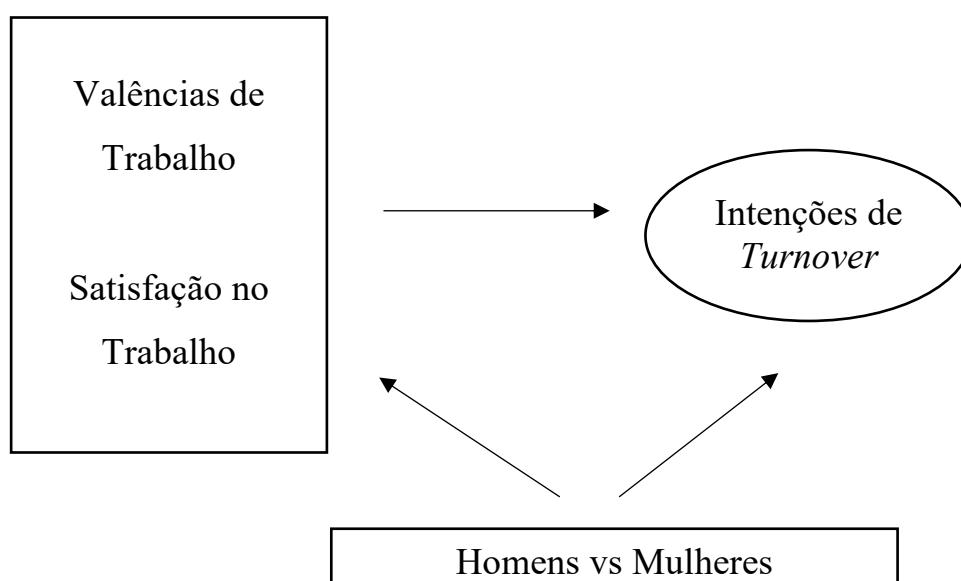 Valências de
Trabalho
Satisfação no
Trabalho
Intenções de
Turnover
Homens vs Mulheres